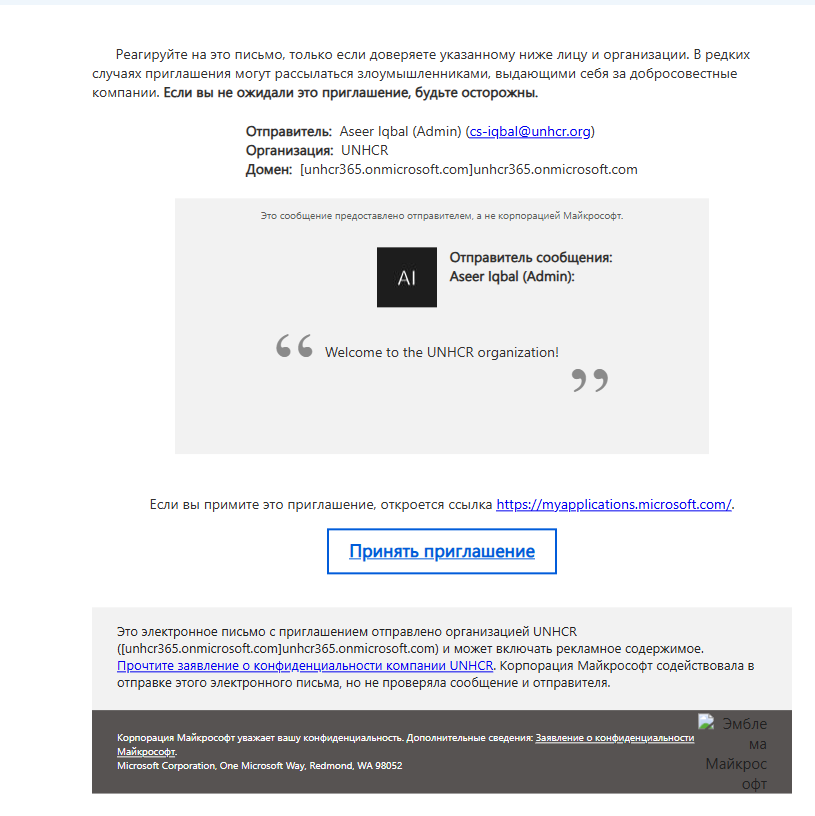 Реагируйте на это письмо, только если доверяете указанному ниже лицу и организации. В редких
случаях приглашения могут рассылаться злоумышленниками, выдающими себя за добросовестные
компании. Если вы не ожидали это приглашение, будьте осторожны.
Отправитель: Aseer Iqbal (Admin) (cs-iqbal@unhcr.org)
Организация: UNHCR
Домен: [unhcr365.onmicrosoft.com]unhcr365.onmicrosoft.com
Это сообщение предоставлено отправителем, а не корпорацией Майкрософт.
AI
Отправитель сообщения:
Aseer Iqbal (Admin):
“ Welcome to the UNHCR organization!
”
Если вы примите это приглашение, откроется ссылка https://myapplications.microsoft.com/.
Принять приглашение
Это электронное письмо с приглашением отправлено организацией UNHCR
([unhcr365.onmicrosoft.com]unhcr365.onmicrosoft.com) и может включать рекламное содержимое.
Прочтите заявление о конфиденциальности компании UNHCR. Корпорация Майкрософт содействовала в
отправке этого электронного письма, но не проверяла сообщение и отправителя.
Корпорация Майкрософт уважает вашу конфиденциальность. Дополнительные сведения: Заявление о конфиденциальности
Майкрософт.
Microsoft Corporation, One Microsoft Way, Redmond, WA 98052
Эмбле
ма
Майкрос
офт